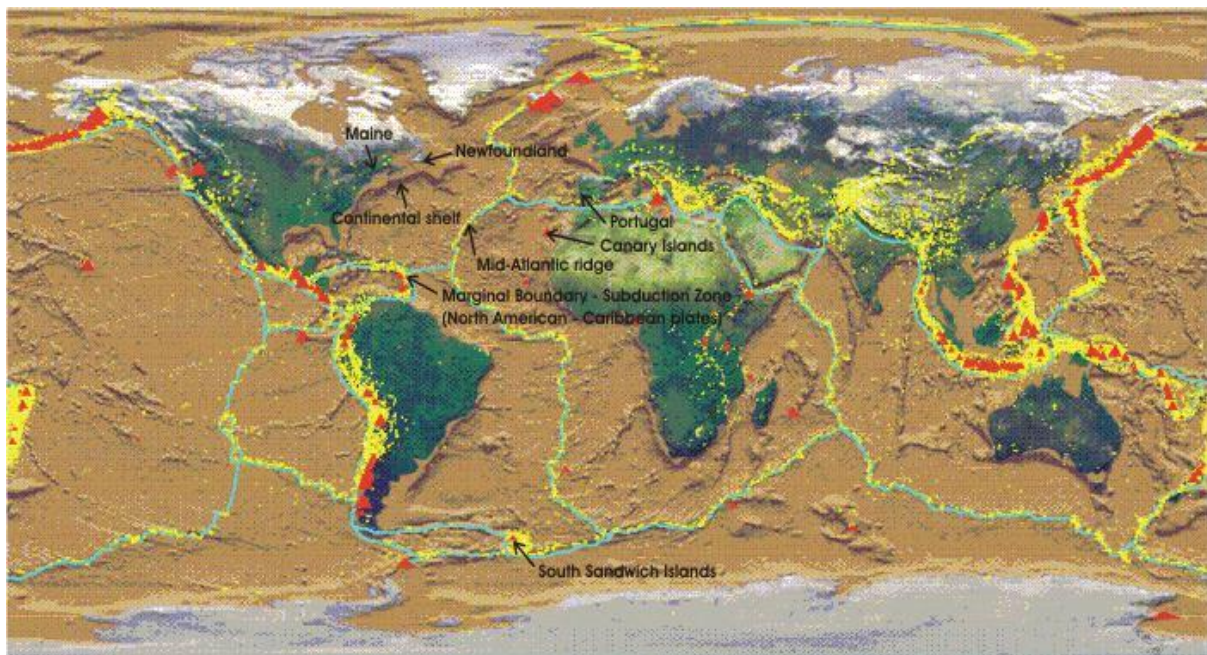 Maine
Newfoundland
Continental shelf
Portugal
Canary Islands
Mid-Atlantic ridge
Marginal Boundary - Subduction Zone
(North American - Caribbean plates)
South Sandwich Islands